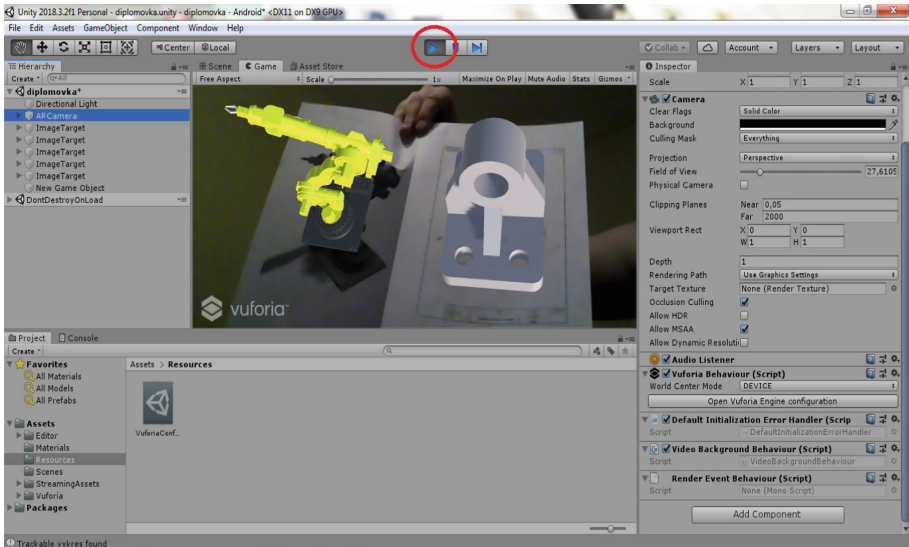 Unity 2018.3.2f1 Personal - diplomovka.unity - diplomovka - Android* <DX11 on DX9 GPU>
File Edit Assets GameObject Component Window Help
Center Local Collab Account Layers Layout
Hierarchy
Create All
diplomovka*
Directional Light
ARCamera
ImageTarget
ImageTarget
ImageTarget
ImageTarget
ImageTarget
New Game Object
DontDestroyOnLoad
Scene Game Asset Store
Free Aspect Scale 1x Maximize On Play Mute Audio Stats Gizmos
vuforia
Inspector
Scale X 1 Y 1 Z 1
Camera
Clear Flags Solid Color
Background
Culling Mask Everything
Projection Perspective
Field of View 27,6105
Physical Camera
Clipping Planes Near 0,05
Far 2000
Viewport Rect X 0 Y 0
W 1 H 1
Depth 1
Rendering Path Use Graphics Settings
Target Texture None (Render Texture)
Occlusion Culling
Allow HDR
Allow MSAA
Allow Dynamic Resoluti
Audio Listener
Vuforia Behaviour (Script)
World Center Mode DEVICE
Open Vuforia Engine configuration
Default Initialization Error Handler (Scrip
Script DefaultInitializationErrorHandler
Video Background Behaviour (Script)
Script VideoBackgroundBehaviour
Render Event Behaviour (Script)
Script None (Mono Script)
Add Component
Project Console
Create
Favorites
All Materials
All Models
All Prefabs
Assets
Editor
Materials
Resources
Scenes
StreamingAssets
Vuforia
Packages
Assets > Resources
VuforiaConf...
Trackable vykres found